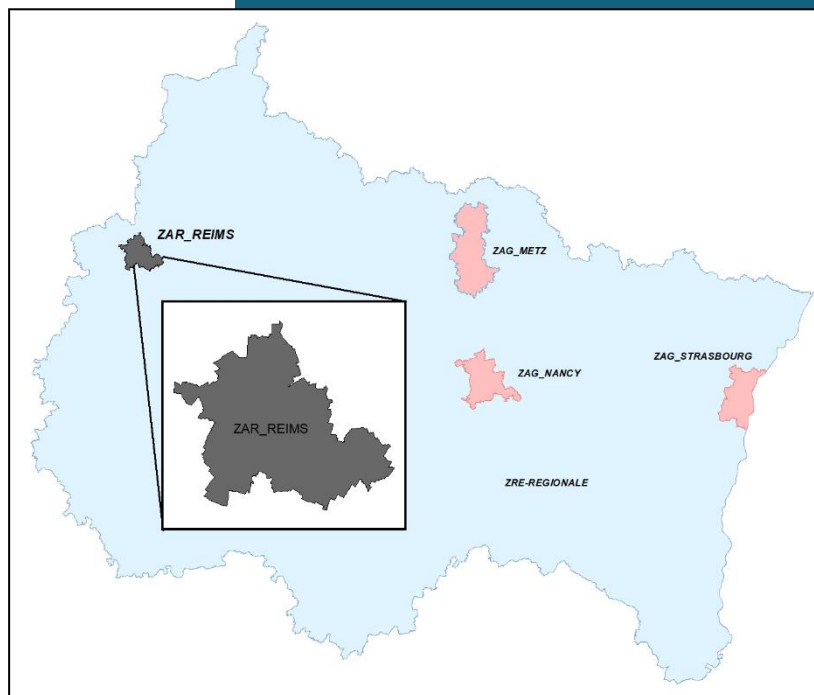 ZAR_REIMS
ZAG_METZ
ZAG_STRASBOURG
ZAG_NANCY
ZAR_REIMS
ZRE-REGIONALE